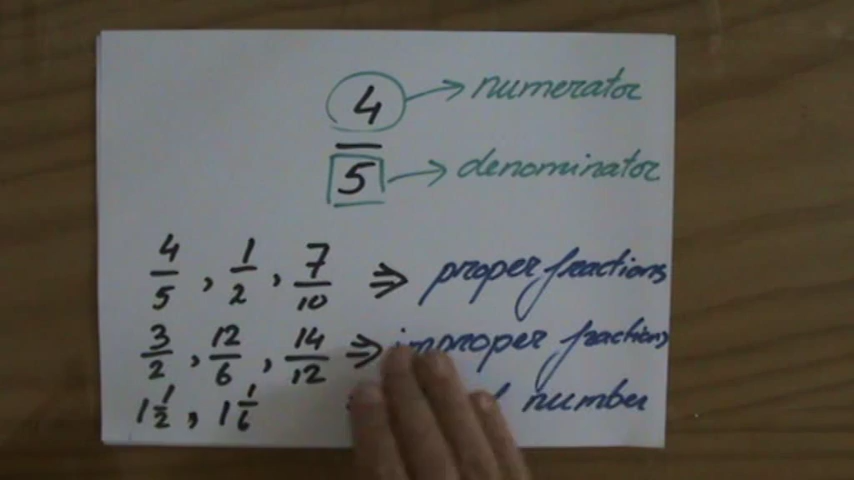 4 → numerator
5 → denominator
4/5, 1/2, 7/10 ⇒ proper fractions
3/2, 12/6, 14/12 ⇒ improper fractions
1 1/2, 1 1/6 number